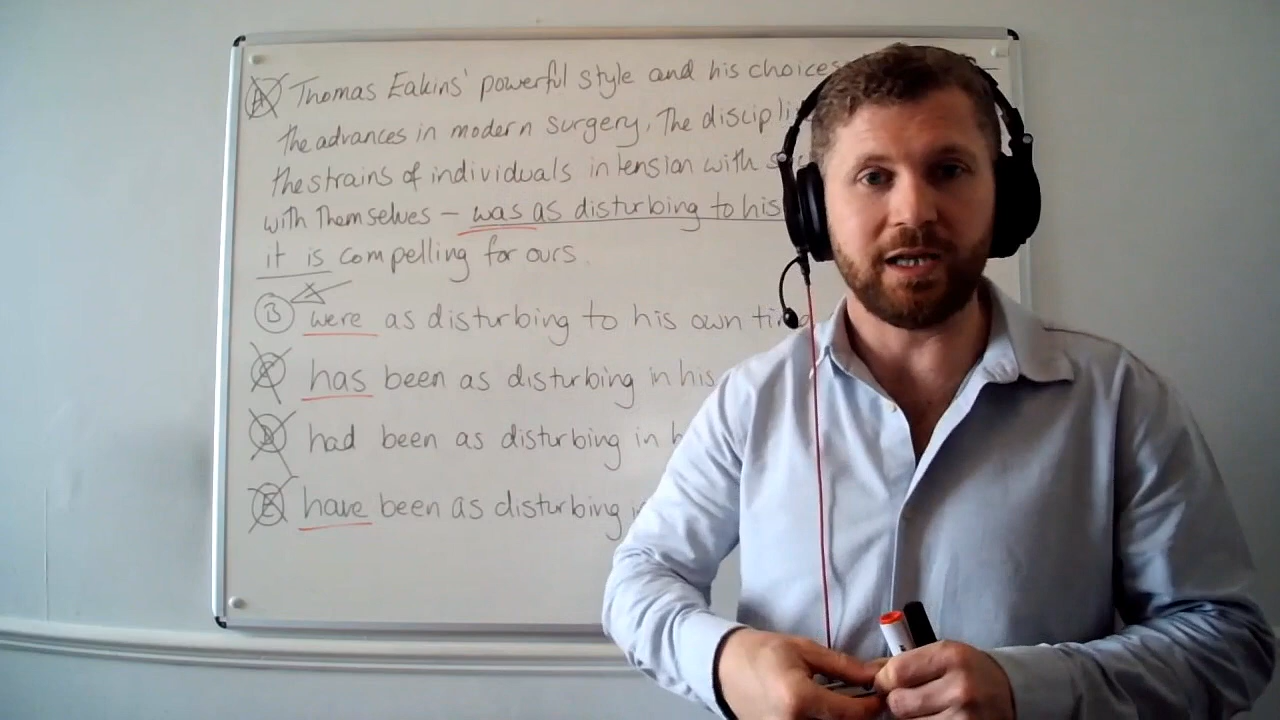 A Thomas Eakins' powerful style and his choices
the advances in modern surgery, The discipli
the strains of individuals in tension with
with themselves – was as disturbing to his
it is compelling for ours.
B were as disturbing to his own tim
C has been as disturbing in his
D had been as disturbing in h
E have been as disturbing